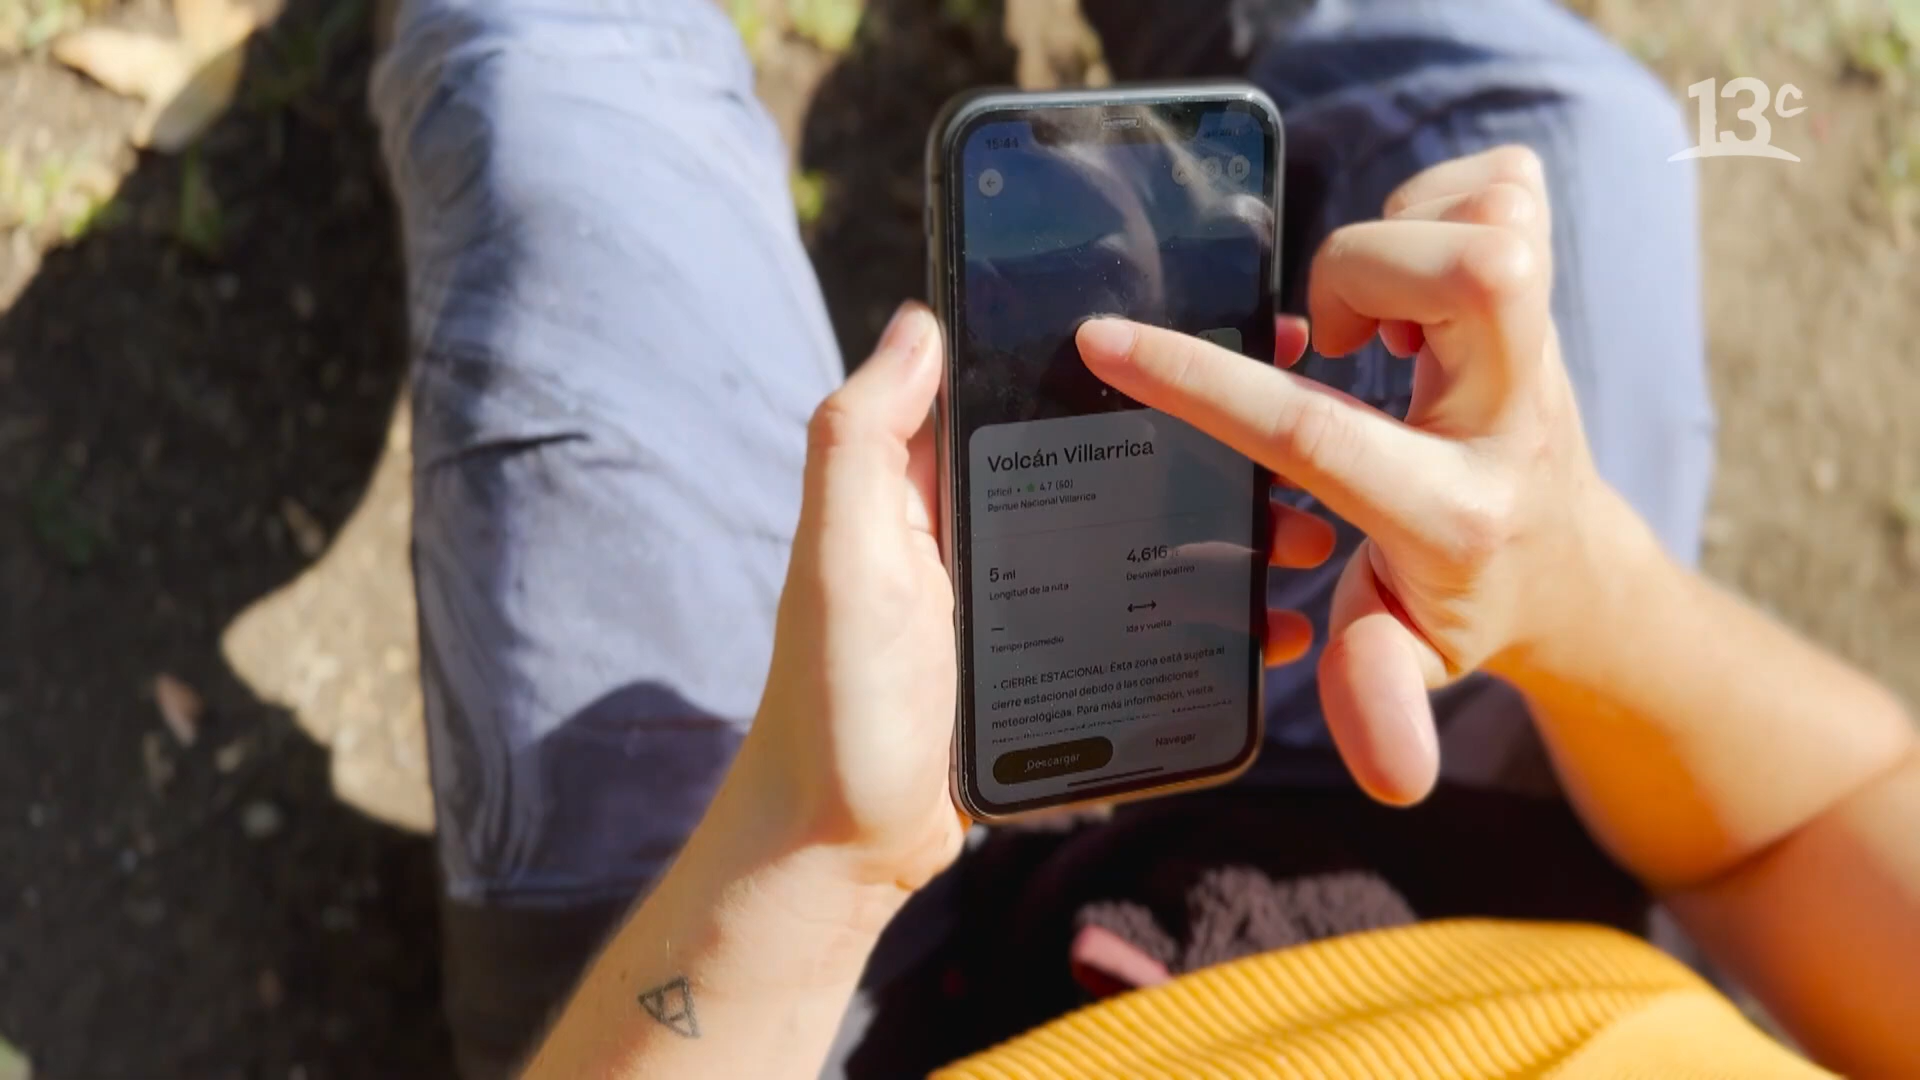 13c
15:44
Volcán Villarrica
Difícil • ★ 4.7 (50)
Parque Nacional Villarrica
5 mi
Longitud de la ruta
4,616
Desnivel positivo
Tiempo promedio
Ida y vuelta
• CIERRE ESTACIONAL: Esta zona está sujeta al
cierre estacional debido a las condiciones
meteorológicas. Para más información, visita
Descargar
Navegar